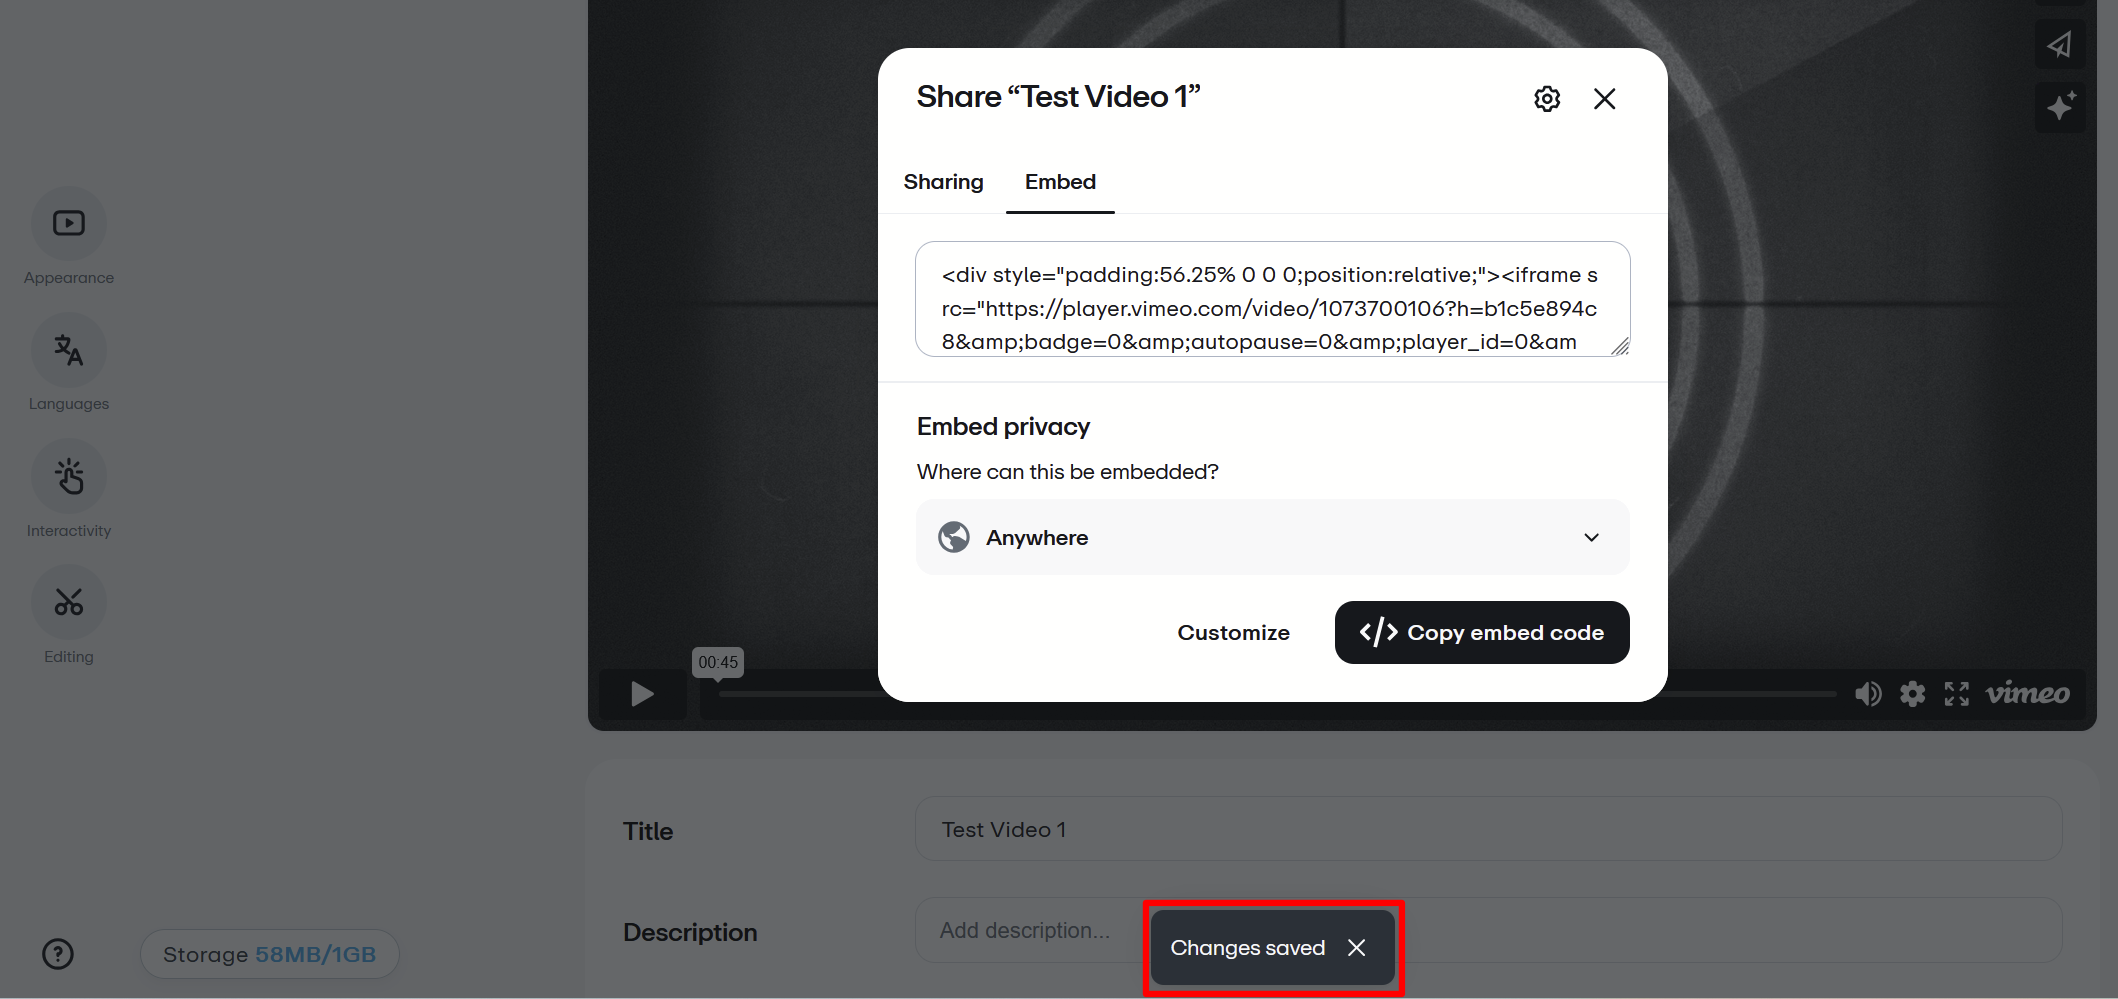 Share “Test Video 1”
Sharing
Embed
<div style="padding:56.25% 0 0 0;position:relative;"><iframe s
rc="https://player.vimeo.com/video/1073700106?h=b1c5e894c
8&amp;badge=0&amp;autopause=0&amp;player_id=0&am
Embed privacy
Where can this be embedded?
Anywhere
Customize
</> Copy embed code
Appearance
Languages
Interactivity
Editing
00:45
vimeo
Title
Test Video 1
Description
Add description...
Changes saved
Storage 58MB/1GB